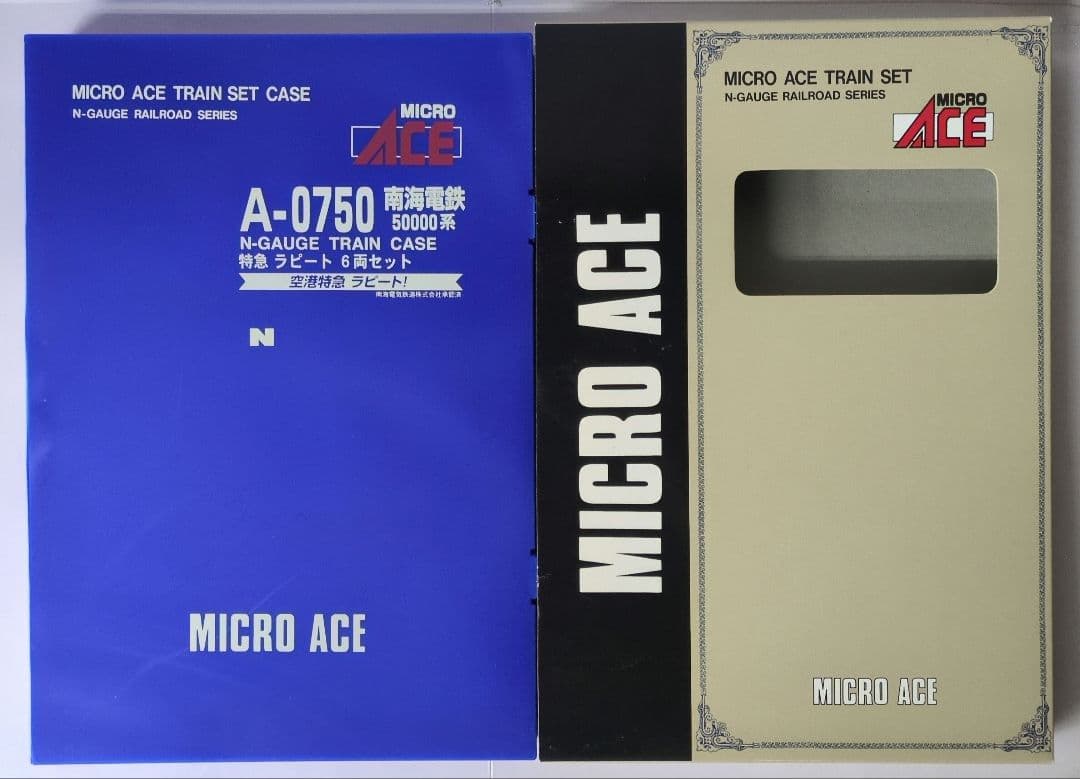 MICRO ACE TRAIN SET CASE
N-GAUGE RAILROAD SERIES
MICRO
ACE
A-0750 南海電鉄
50000系
N-GAUGE TRAIN CASE
特急 ラピート 6両セット
空港特急 ラピート!
南海電気鉄道株式会社承認済
N
MICRO ACE
MICRO ACE
MICRO ACE TRAIN SET
N-GAUGE RAILROAD SERIES
MICRO
ACE
MICRO ACE